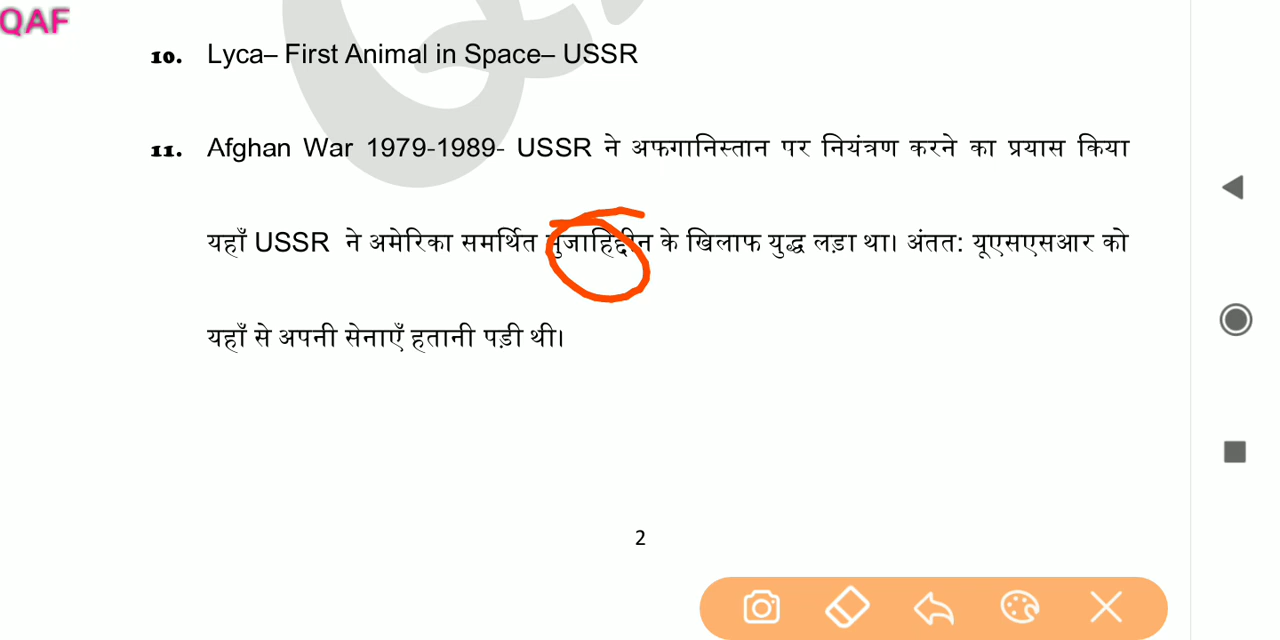 QAF
10. Lyca– First Animal in Space– USSR
11. Afghan War 1979-1989- USSR ने अफगानिस्तान पर नियंत्रण करने का प्रयास किया
यहाँ USSR ने अमेरिका समर्थित मुजाहिद्दीन के खिलाफ युद्ध लड़ा था। अंतत: यूएसएसआर को
यहाँ से अपनी सेनाएँ हतानी पड़ी थी।
2